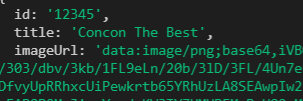 id: '12345',
title: 'Concon The Best',
imageUrl: 'data:image/png;base64,iVB
/303/dbv/3kb/1FL9eLn/20b/31D/3FL/4Un7e
DfvyUpRRhxcUiPewkrtb65YRhUzLA8SEAwpIw2